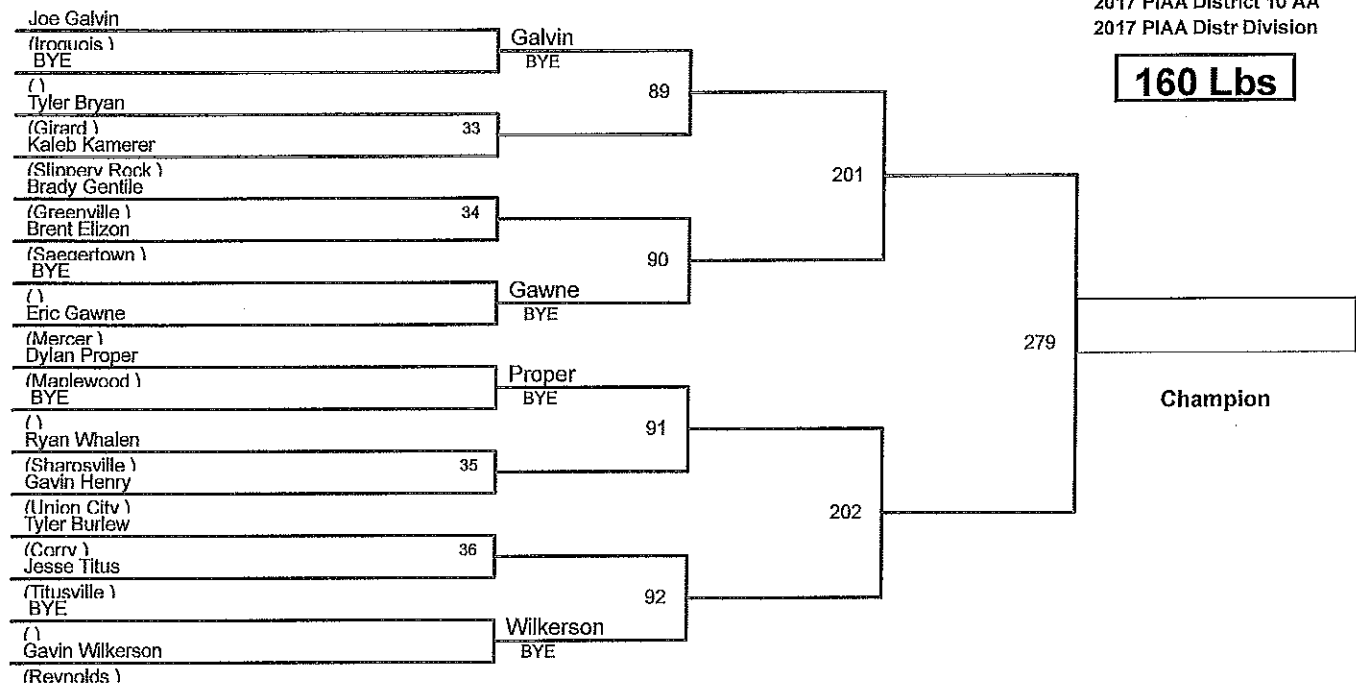 2017 PIAA District 10 AA
2017 PIAA Distr Division
160 Lbs
Joe Galvin
(Iroquois )
BYE
( )
Tyler Bryan
(Girard )
Kaleb Kamerer
(Slippery Rock )
Brady Gentile
(Greenville )
Brent Elizon
(Saegertown )
BYE
( )
Eric Gawne
(Mercer )
Dylan Proper
(Maplewood )
BYE
( )
Ryan Whalen
(Sharpsville )
Gavin Henry
(Union City )
Tyler Burlew
(Corry )
Jesse Titus
(Titusville )
BYE
( )
Gavin Wilkerson
(Reynolds )
Galvin
BYE
33
34
Gawne
BYE
Proper
BYE
35
36
Wilkerson
BYE
89
90
91
92
201
202
279
Champion